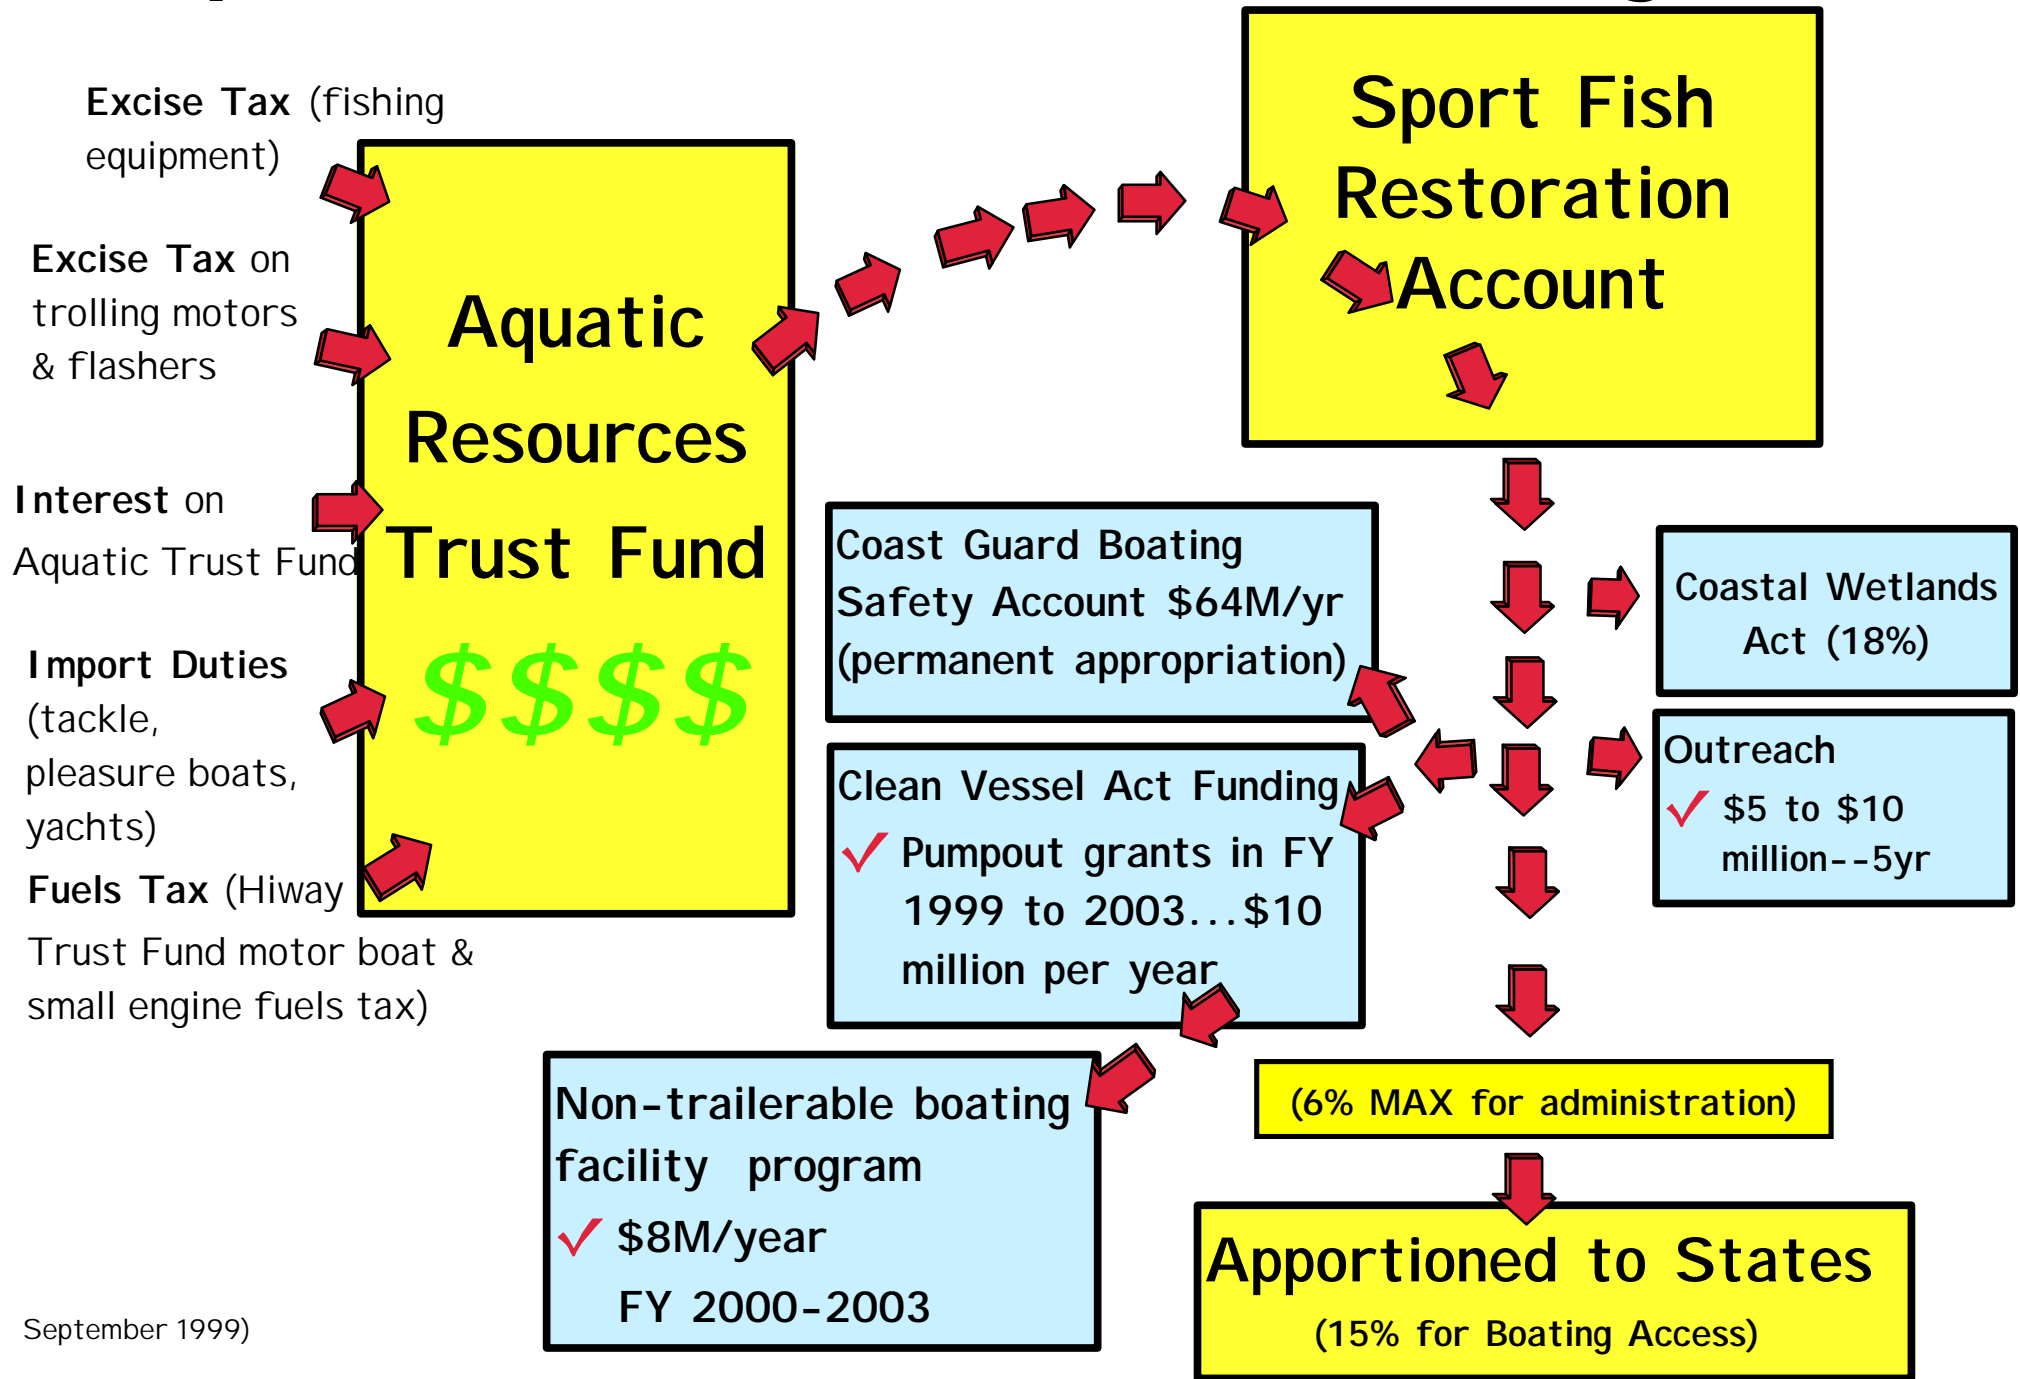 Excise Tax (fishing
equipment)
Excise Tax on
trolling motors
& flashers
Interest on
Aquatic Trust Fund
Import Duties
(tackle,
pleasure boats,
yachts)
Fuels Tax (Hiway
Trust Fund motor boat &
small engine fuels tax)
Aquatic
Resources
Trust Fund
$$$$
Sport Fish
Restoration
Account
Coast Guard Boating
Safety Account $64M/yr
(permanent appropriation)
Coastal Wetlands
Act (18%)
Clean Vessel Act Funding
✓ Pumpout grants in FY
1999 to 2003...$10
million per year
Outreach
✓ $5 to $10
million--5yr
Non-trailerable boating
facility program
✓ $8M/year
FY 2000-2003
(6% MAX for administration)
Apportioned to States
(15% for Boating Access)
September 1999)